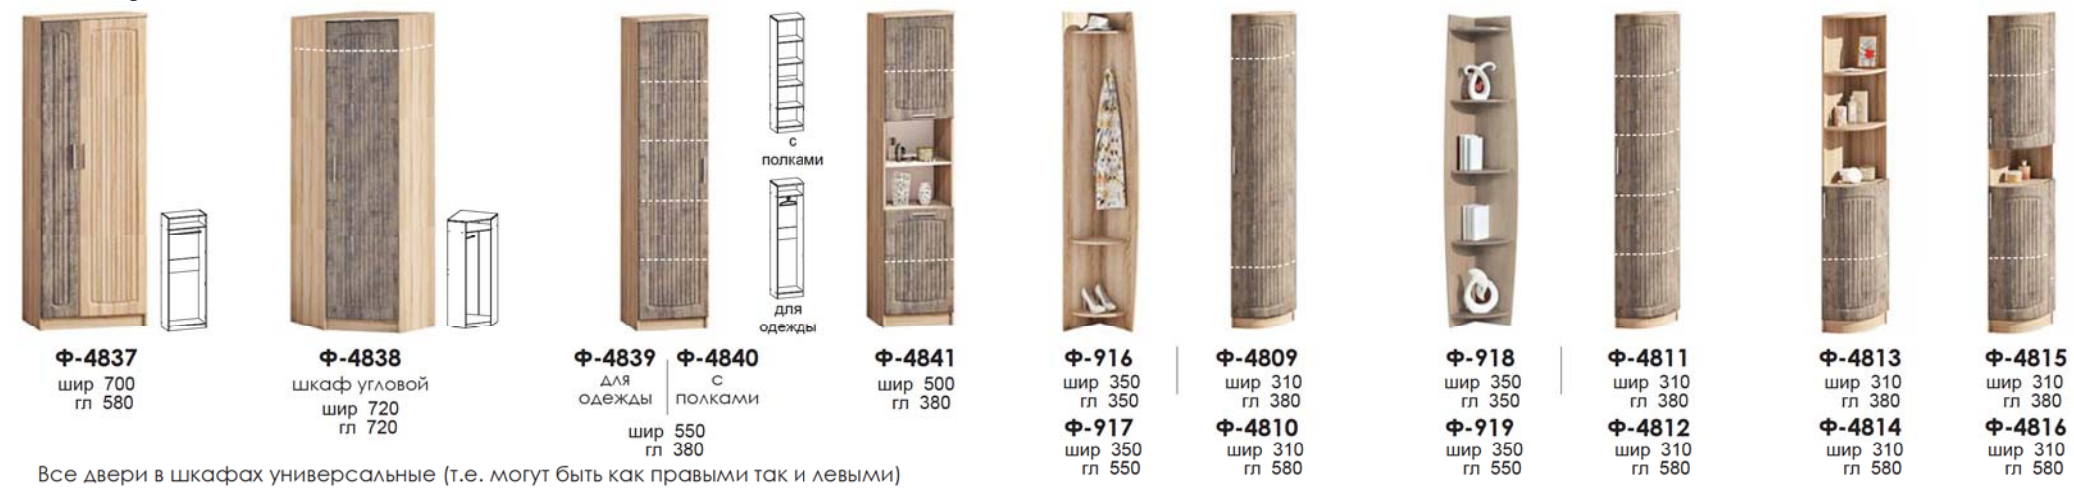 с
полками
для
одежды
Ф-4837
шир 700
гл 580
Ф-4838
шкаф угловой
шир 720
гл 720
Ф-4839
для
одежды
Ф-4840
с
полками
шир 550
гл 380
Ф-4841
шир 500
гл 380
Ф-916
шир 350
гл 350
Ф-917
шир 350
гл 550
Ф-4809
шир 310
гл 380
Ф-4810
шир 310
гл 580
Ф-918
шир 350
гл 350
Ф-919
шир 350
гл 550
Ф-4811
шир 310
гл 380
Ф-4812
шир 310
гл 580
Ф-4813
шир 310
гл 380
Ф-4814
шир 310
гл 580
Ф-4815
шир 310
гл 380
Ф-4816
шир 310
гл 580
Все двери в шкафах универсальные (т.е. могут быть как правыми так и левыми)